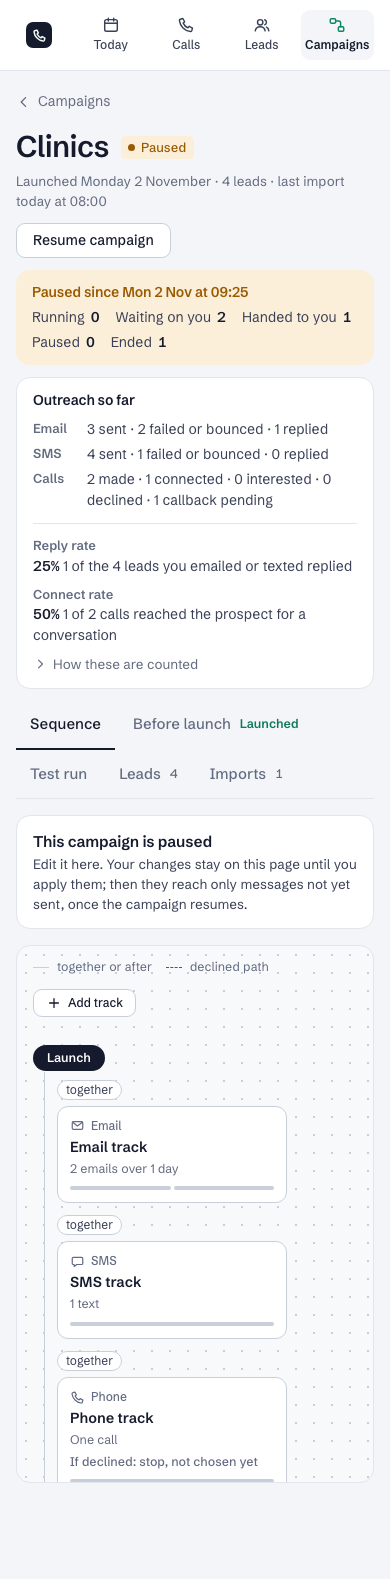 Today
Calls
Leads
Campaigns
Campaigns
Clinics
Paused
Launched Monday 2 November · 4 leads · last import
today at 08:00
Resume campaign
Paused since Mon 2 Nov at 09:25
Running 0 Waiting on you 2 Handed to you 1
Paused 0 Ended 1
Outreach so far
Email 3 sent · 2 failed or bounced · 1 replied
SMS 4 sent · 1 failed or bounced · 0 replied
Calls 2 made · 1 connected · 0 interested · 0
declined · 1 callback pending
Reply rate
25% 1 of the 4 leads you emailed or texted replied
Connect rate
50% 1 of 2 calls reached the prospect for a
conversation
How these are counted
Sequence Before launch Launched
Test run Leads 4 Imports 1
This campaign is paused
Edit it here. Your changes stay on this page until you
apply them; then they reach only messages not yet
sent, once the campaign resumes.
together or after declined path
Add track
Launch
together
Email
Email track
2 emails over 1 day
together
SMS
SMS track
1 text
together
Phone
Phone track
One call
If declined: stop, not chosen yet